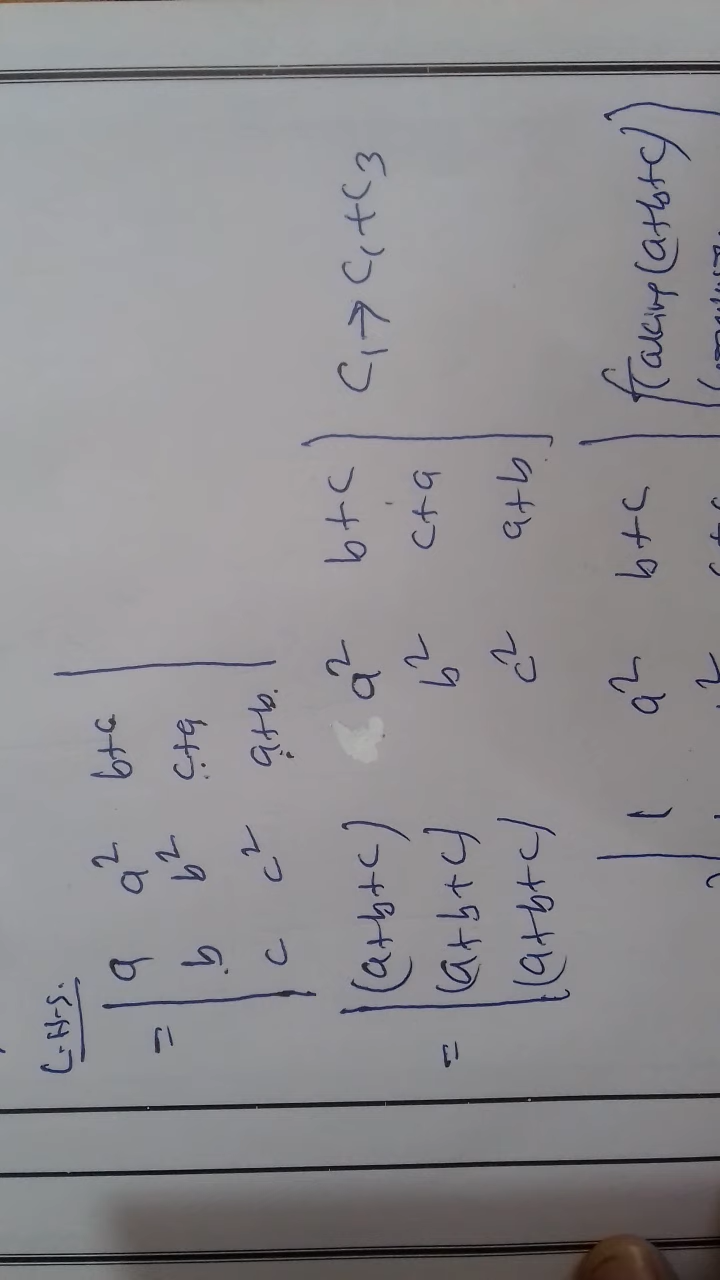 L.H.S.
= | a a² b+c |
| b b² c+a |
| c c² a+b |
= | (a+b+c) a² b+c | C₁→C₁+C₃
| (a+b+c) b² c+a |
| (a+b+c) c² a+b |
| 1 a² b+c | [Taking (a+b+c)